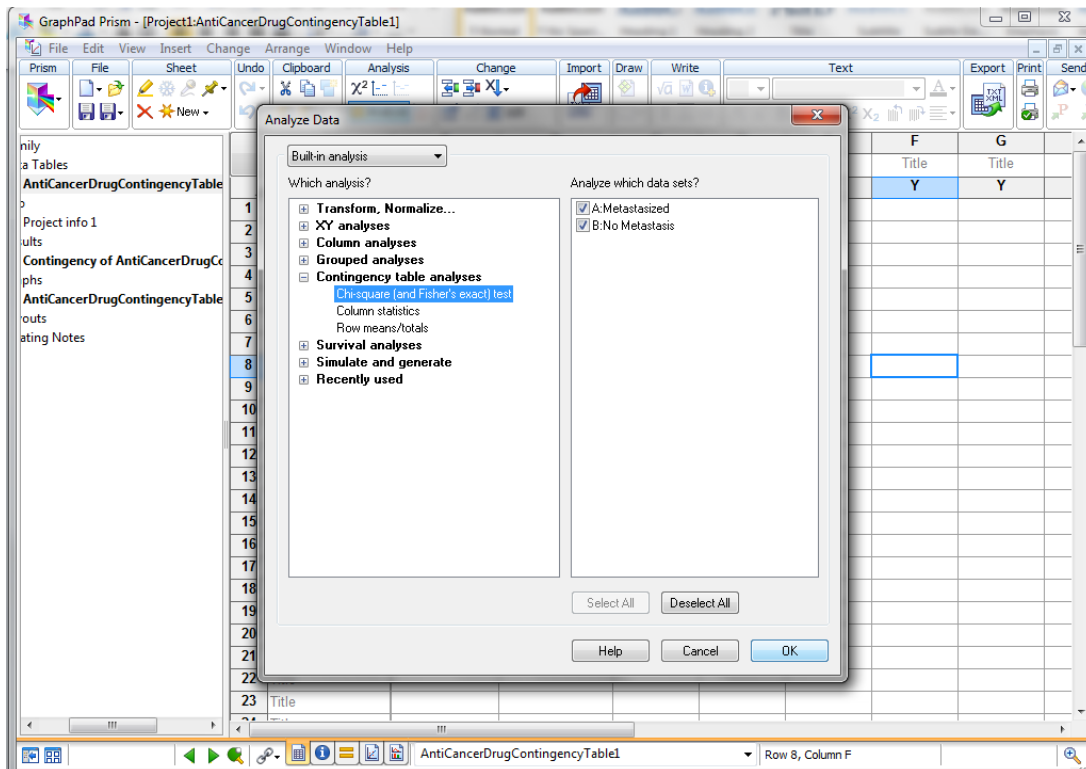 GraphPad Prism - [Project1:AntiCancerDrugContingencyTable1]
File Edit View Insert Change Arrange Window Help
Prism File Sheet Undo Clipboard Analysis Change Import Draw Write Text Export Print Send
New
Analyze Data
Built-in analysis
Which analysis?
Analyze which data sets?
Transform, Normalize...
XY analyses
Column analyses
Grouped analyses
Contingency table analyses
Chi-square (and Fisher's exact) test
Column statistics
Row means/totals
Survival analyses
Simulate and generate
Recently used
A:Metastasized
B:No Metastasis
Select All Deselect All
Help Cancel OK
mily
a Tables
AntiCancerDrugContingencyTable
o
Project info 1
ults
Contingency of AntiCancerDrugCo
phs
AntiCancerDrugContingencyTable
outs
ating Notes
F G
Title Title
Y Y
1
2
3
4
5
6
7
8
9
10
11
12
13
14
15
16
17
18
19
20
21
22
23 Title
AntiCancerDrugContingencyTable1
Row 8, Column F